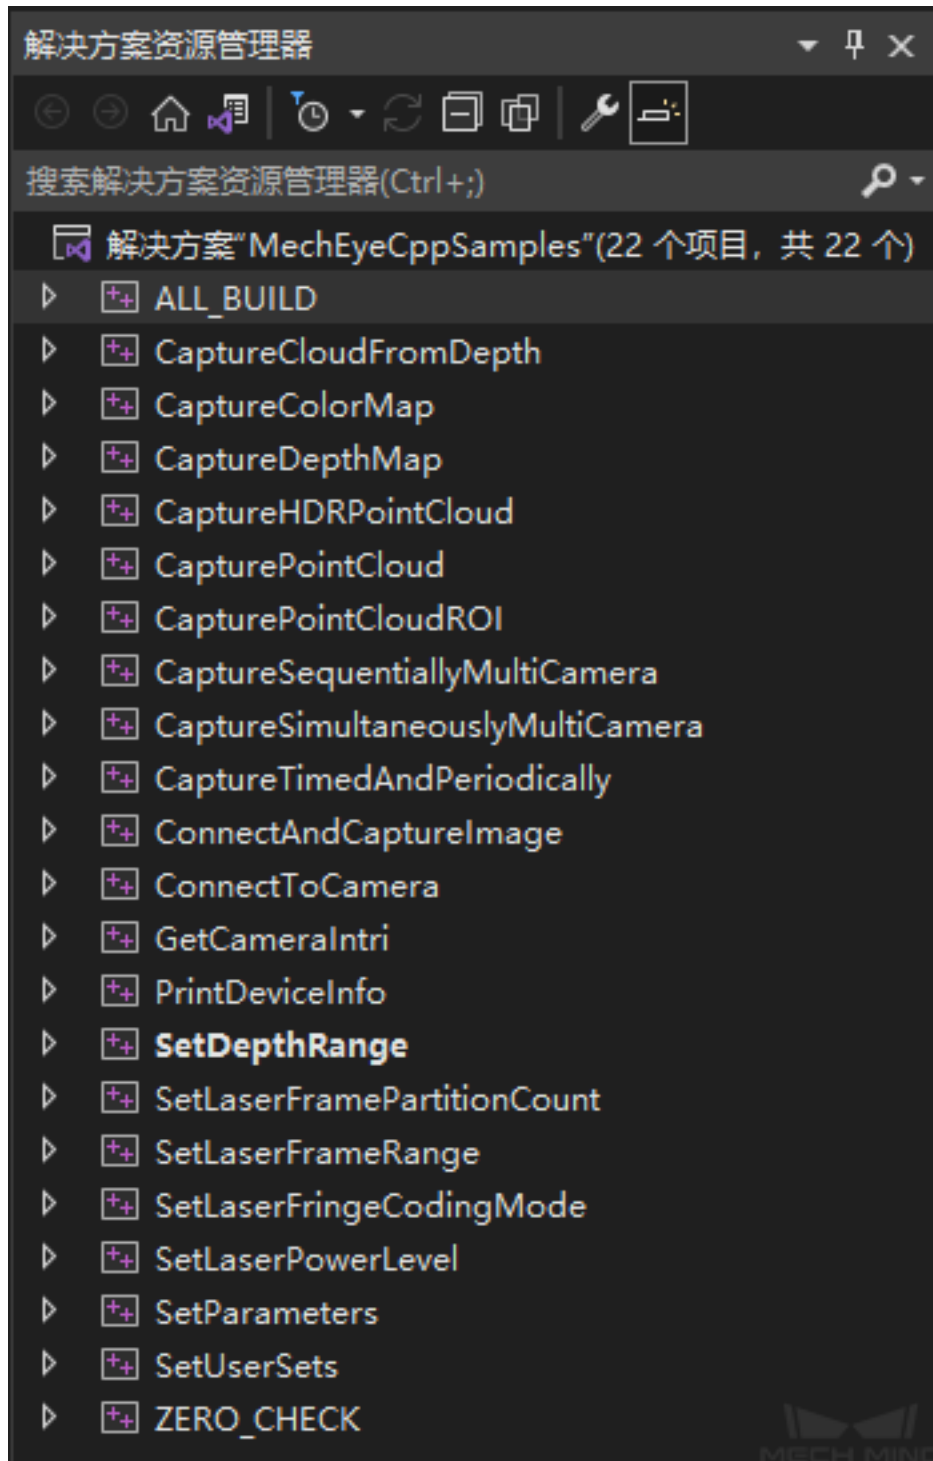 解决方案资源管理器
搜索解决方案资源管理器(Ctrl+;)
解决方案"MechEyeCppSamples"(22 个项目，共 22 个)
ALL_BUILD
CaptureCloudFromDepth
CaptureColorMap
CaptureDepthMap
CaptureHDRPointCloud
CapturePointCloud
CapturePointCloudROI
CaptureSequentiallyMultiCamera
CaptureSimultaneouslyMultiCamera
CaptureTimedAndPeriodically
ConnectAndCaptureImage
ConnectToCamera
GetCameraIntri
PrintDeviceInfo
SetDepthRange
SetLaserFramePartitionCount
SetLaserFrameRange
SetLaserFringeCodingMode
SetLaserPowerLevel
SetParameters
SetUserSets
ZERO_CHECK
MECH MIND